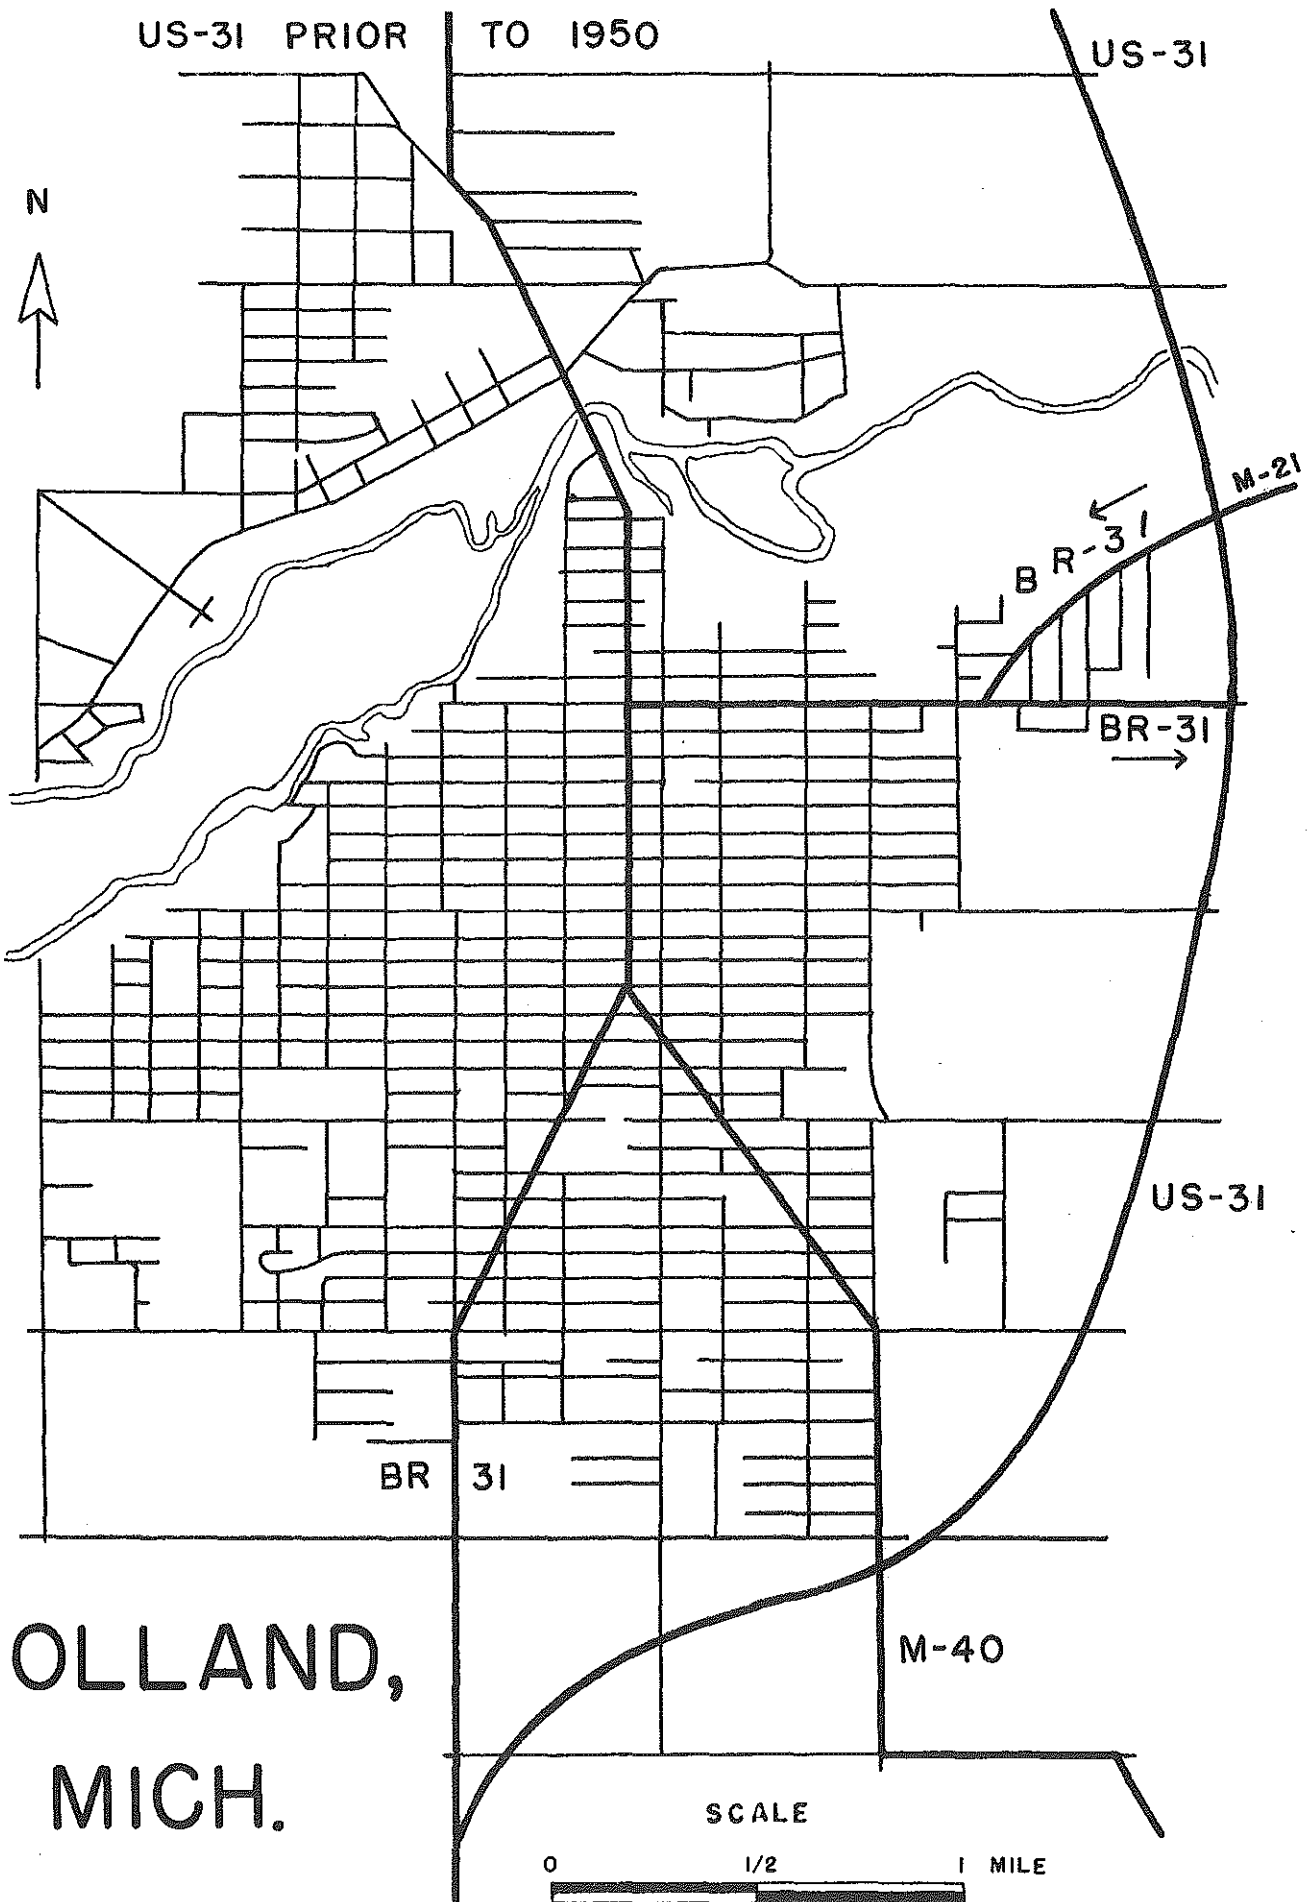 US-31 PRIOR TO 1950
US-31
N
M-21
BR-31
BR-31
US-31
BR 31
M-40
OLLAND,
MICH.
SCALE
0 1/2 1 MILE